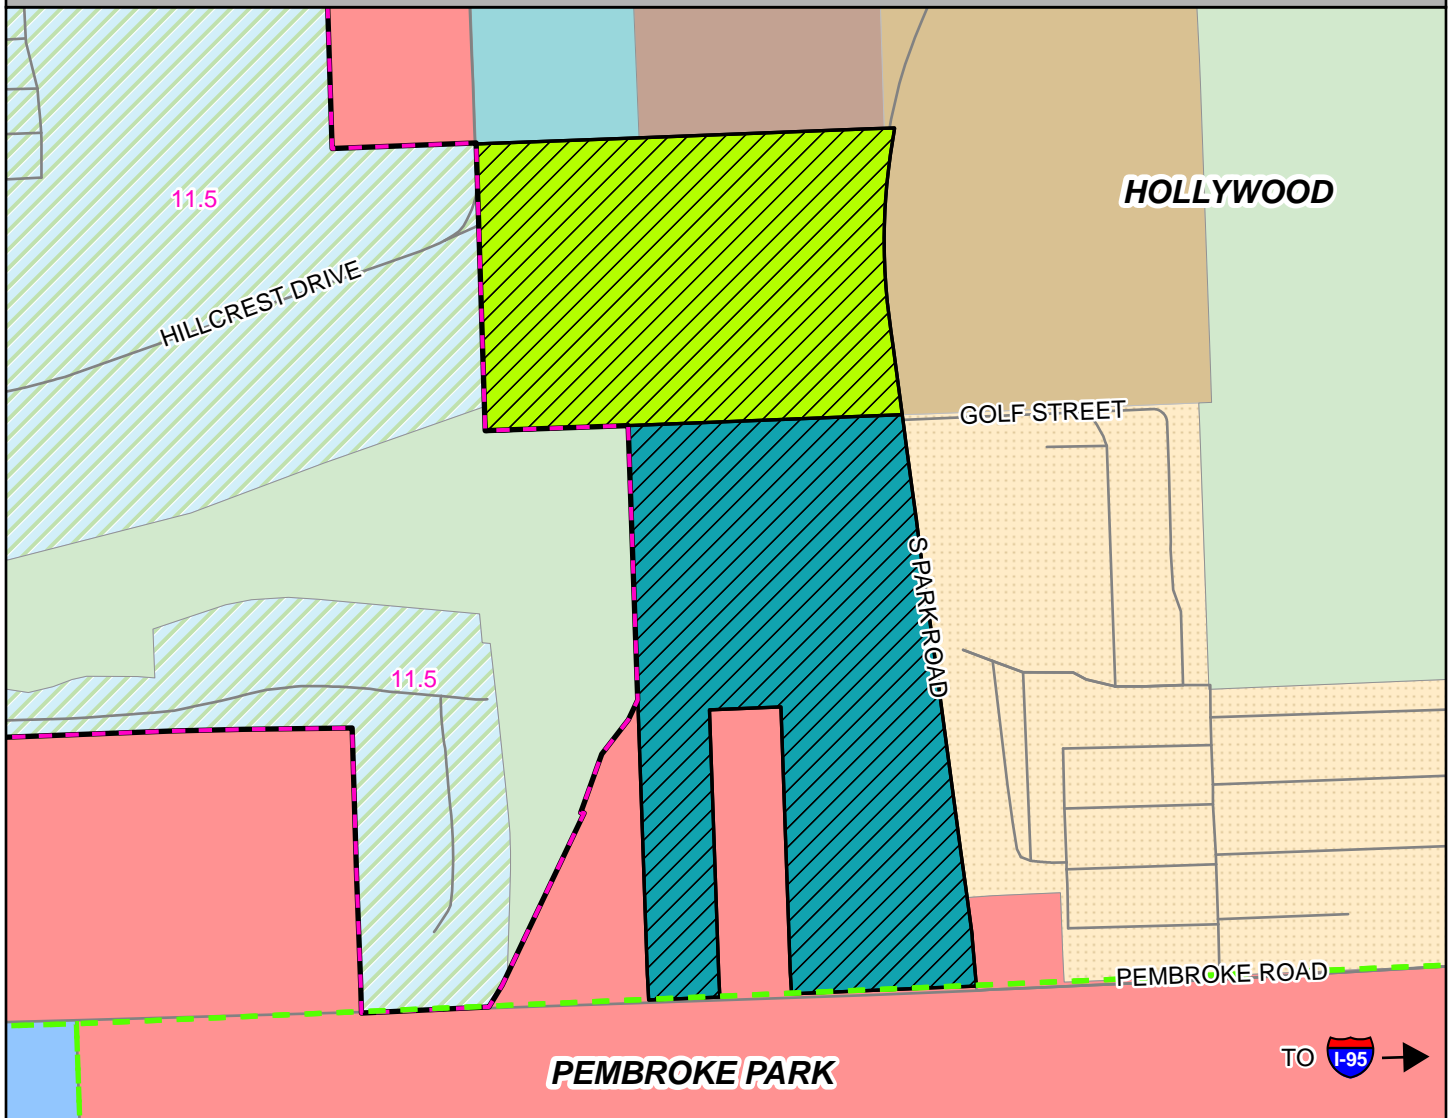 HOLLYWOOD
11.5
HILLCREST DRIVE
GOLF STREET
S PARK ROAD
11.5
PEMBROKE ROAD
TO I-95
PEMBROKE PARK